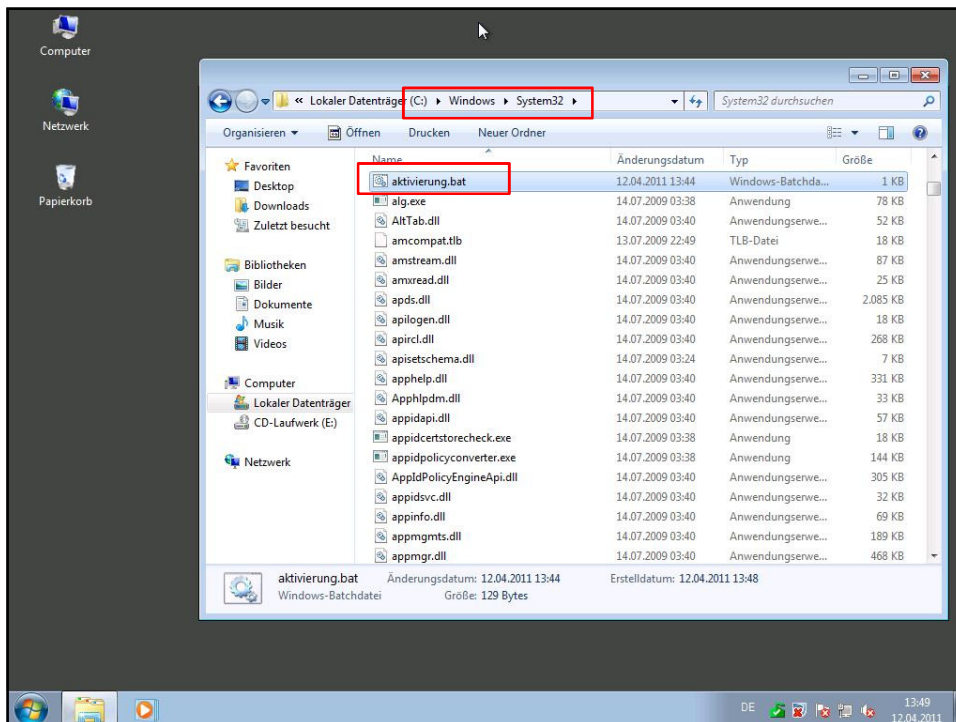 Computer
Netzwerk
Papierkorb
« Lokaler Datenträger (C:) Windows System32
System32 durchsuchen
Organisieren Öffnen Drucken Neuer Ordner
Favoriten
Desktop
Downloads
Zuletzt besucht
Bibliotheken
Bilder
Dokumente
Musik
Videos
Computer
Lokaler Datenträger
CD-Laufwerk (E:)
Netzwerk
Name Änderungsdatum Typ Größe
aktivierung.bat 12.04.2011 13:44 Windows-Batchda... 1 KB
alg.exe 14.07.2009 03:38 Anwendung 78 KB
AltTab.dll 14.07.2009 03:40 Anwendungserwe... 52 KB
amcompat.tlb 13.07.2009 22:49 TLB-Datei 18 KB
amstream.dll 14.07.2009 03:40 Anwendungserwe... 87 KB
amxread.dll 14.07.2009 03:40 Anwendungserwe... 25 KB
apds.dll 14.07.2009 03:40 Anwendungserwe... 2.085 KB
apilogen.dll 14.07.2009 03:40 Anwendungserwe... 18 KB
apircl.dll 14.07.2009 03:40 Anwendungserwe... 268 KB
apisetschema.dll 14.07.2009 03:24 Anwendungserwe... 7 KB
apphelp.dll 14.07.2009 03:40 Anwendungserwe... 331 KB
Apphlpdm.dll 14.07.2009 03:40 Anwendungserwe... 33 KB
appidapi.dll 14.07.2009 03:40 Anwendungserwe... 57 KB
appidcertstorecheck.exe 14.07.2009 03:38 Anwendung 18 KB
appidpolicyconverter.exe 14.07.2009 03:38 Anwendung 144 KB
AppIdPolicyEngineApi.dll 14.07.2009 03:40 Anwendungserwe... 305 KB
appidsvc.dll 14.07.2009 03:40 Anwendungserwe... 32 KB
appinfo.dll 14.07.2009 03:40 Anwendungserwe... 69 KB
appmgmts.dll 14.07.2009 03:40 Anwendungserwe... 189 KB
appmgr.dll 14.07.2009 03:40 Anwendungserwe... 468 KB
aktivierung.bat Änderungsdatum: 12.04.2011 13:44 Erstelldatum: 12.04.2011 13:48
Windows-Batchdatei Größe: 129 Bytes
DE
13:49
12.04.2011